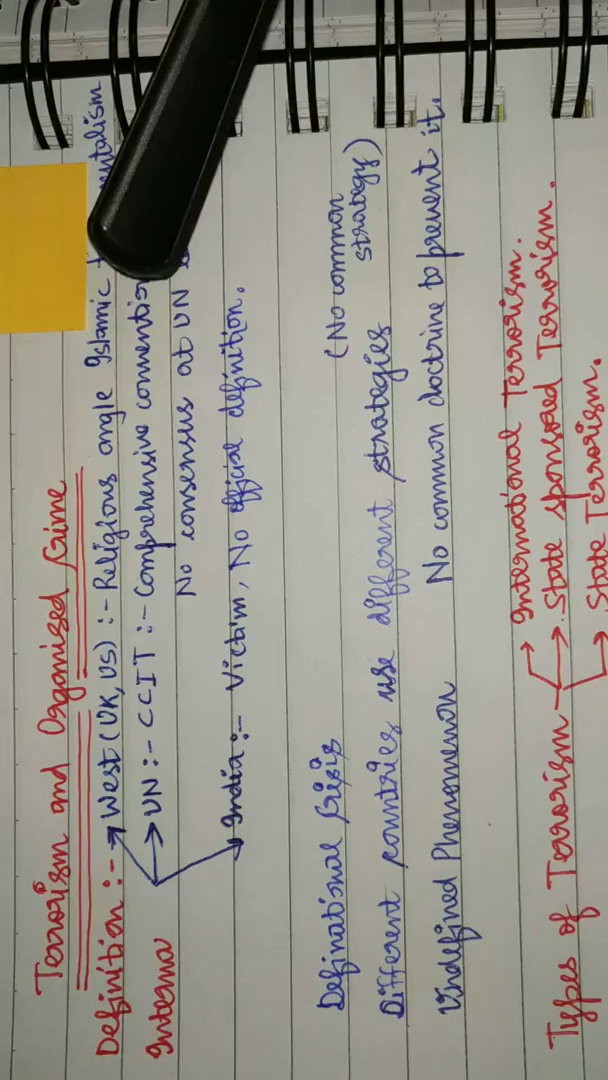 Terrorism and Organised Crime
Definition :- West (UK, US) :- Religious angle Islamic
Interna UN :- CCIT :- Comprehensive convention
No consensus at UN
India :- Victim, No official definition.
Definational Crisis (No common
Different countries use different strategies strategy)
Undefined Phenomenon No common doctrine to prevent it.
Types of Terrorism International Terrorism.
State sponsored Terrorism.
State Terrorism.